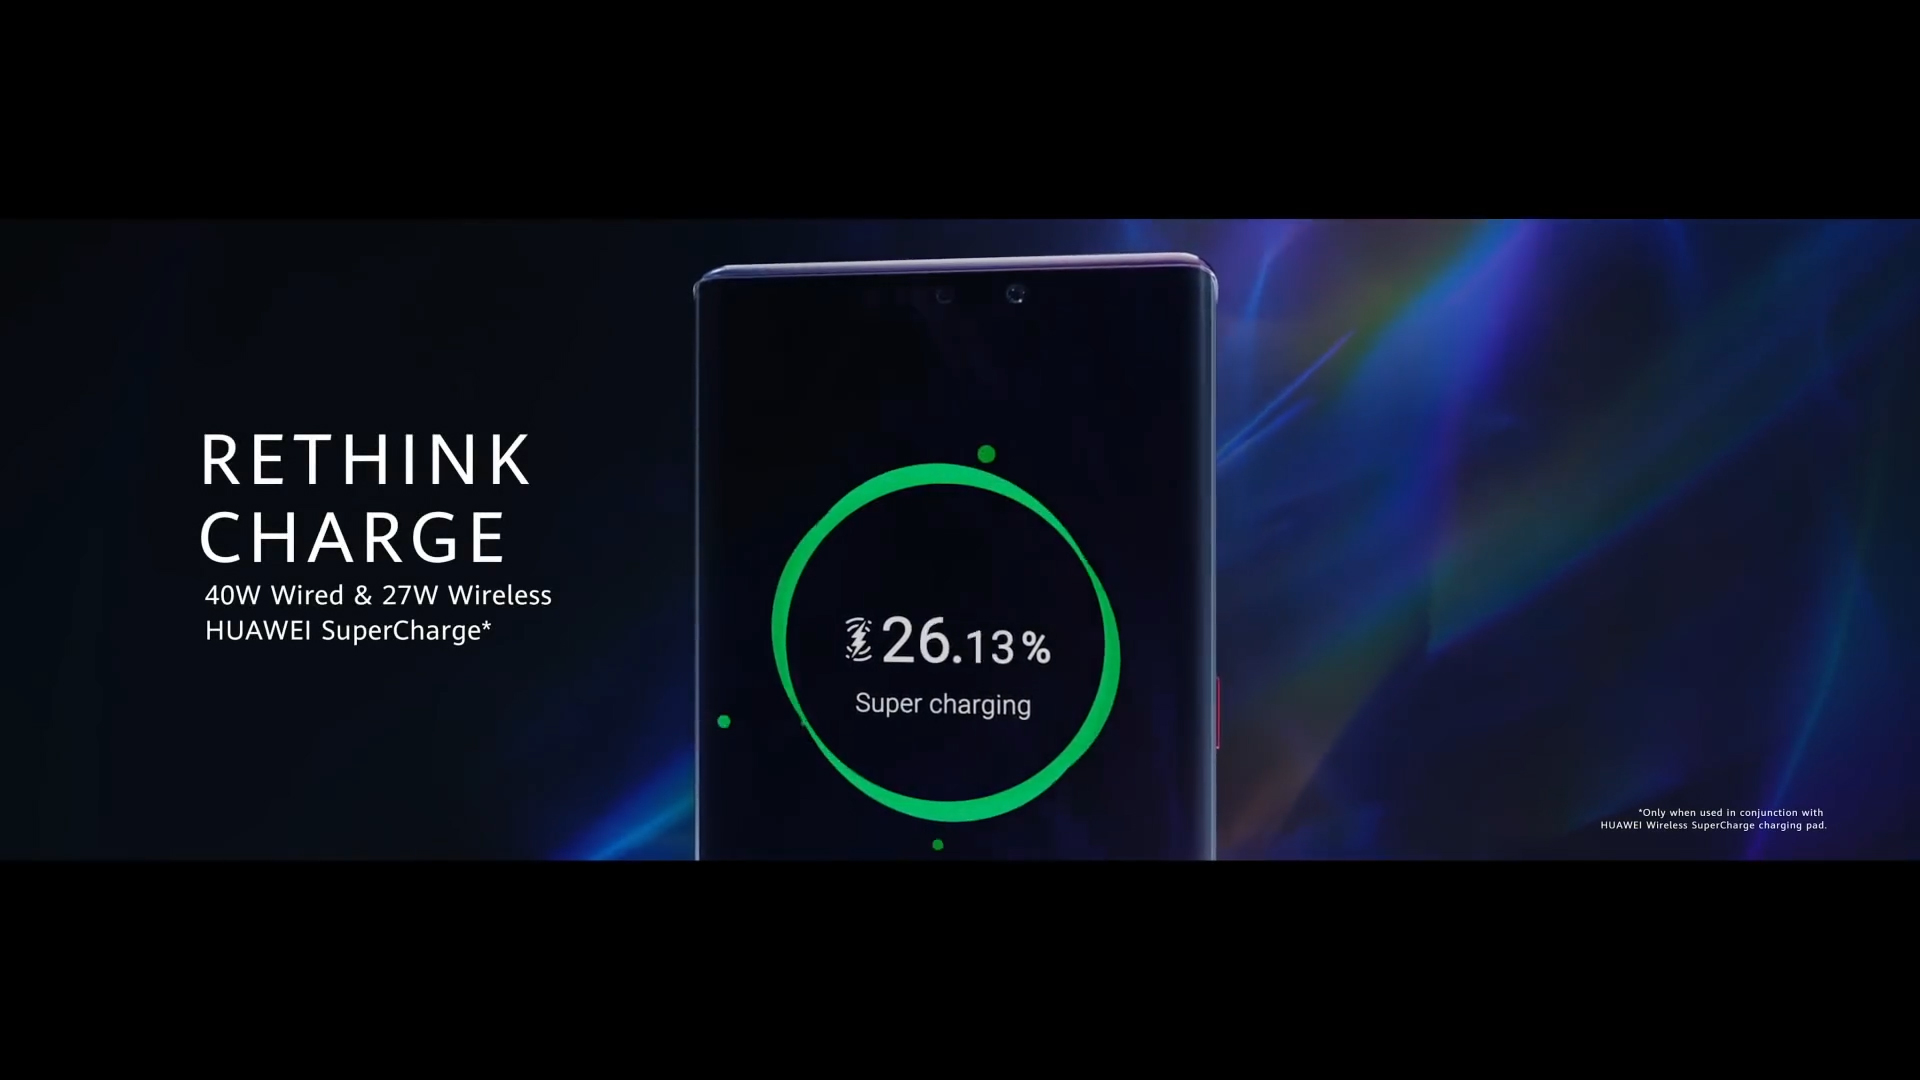 RETHINK
CHARGE
40W Wired & 27W Wireless
HUAWEI SuperCharge*
26.13%
Super charging
*Only when used in conjunction with
HUAWEI Wireless SuperCharge charging pad.